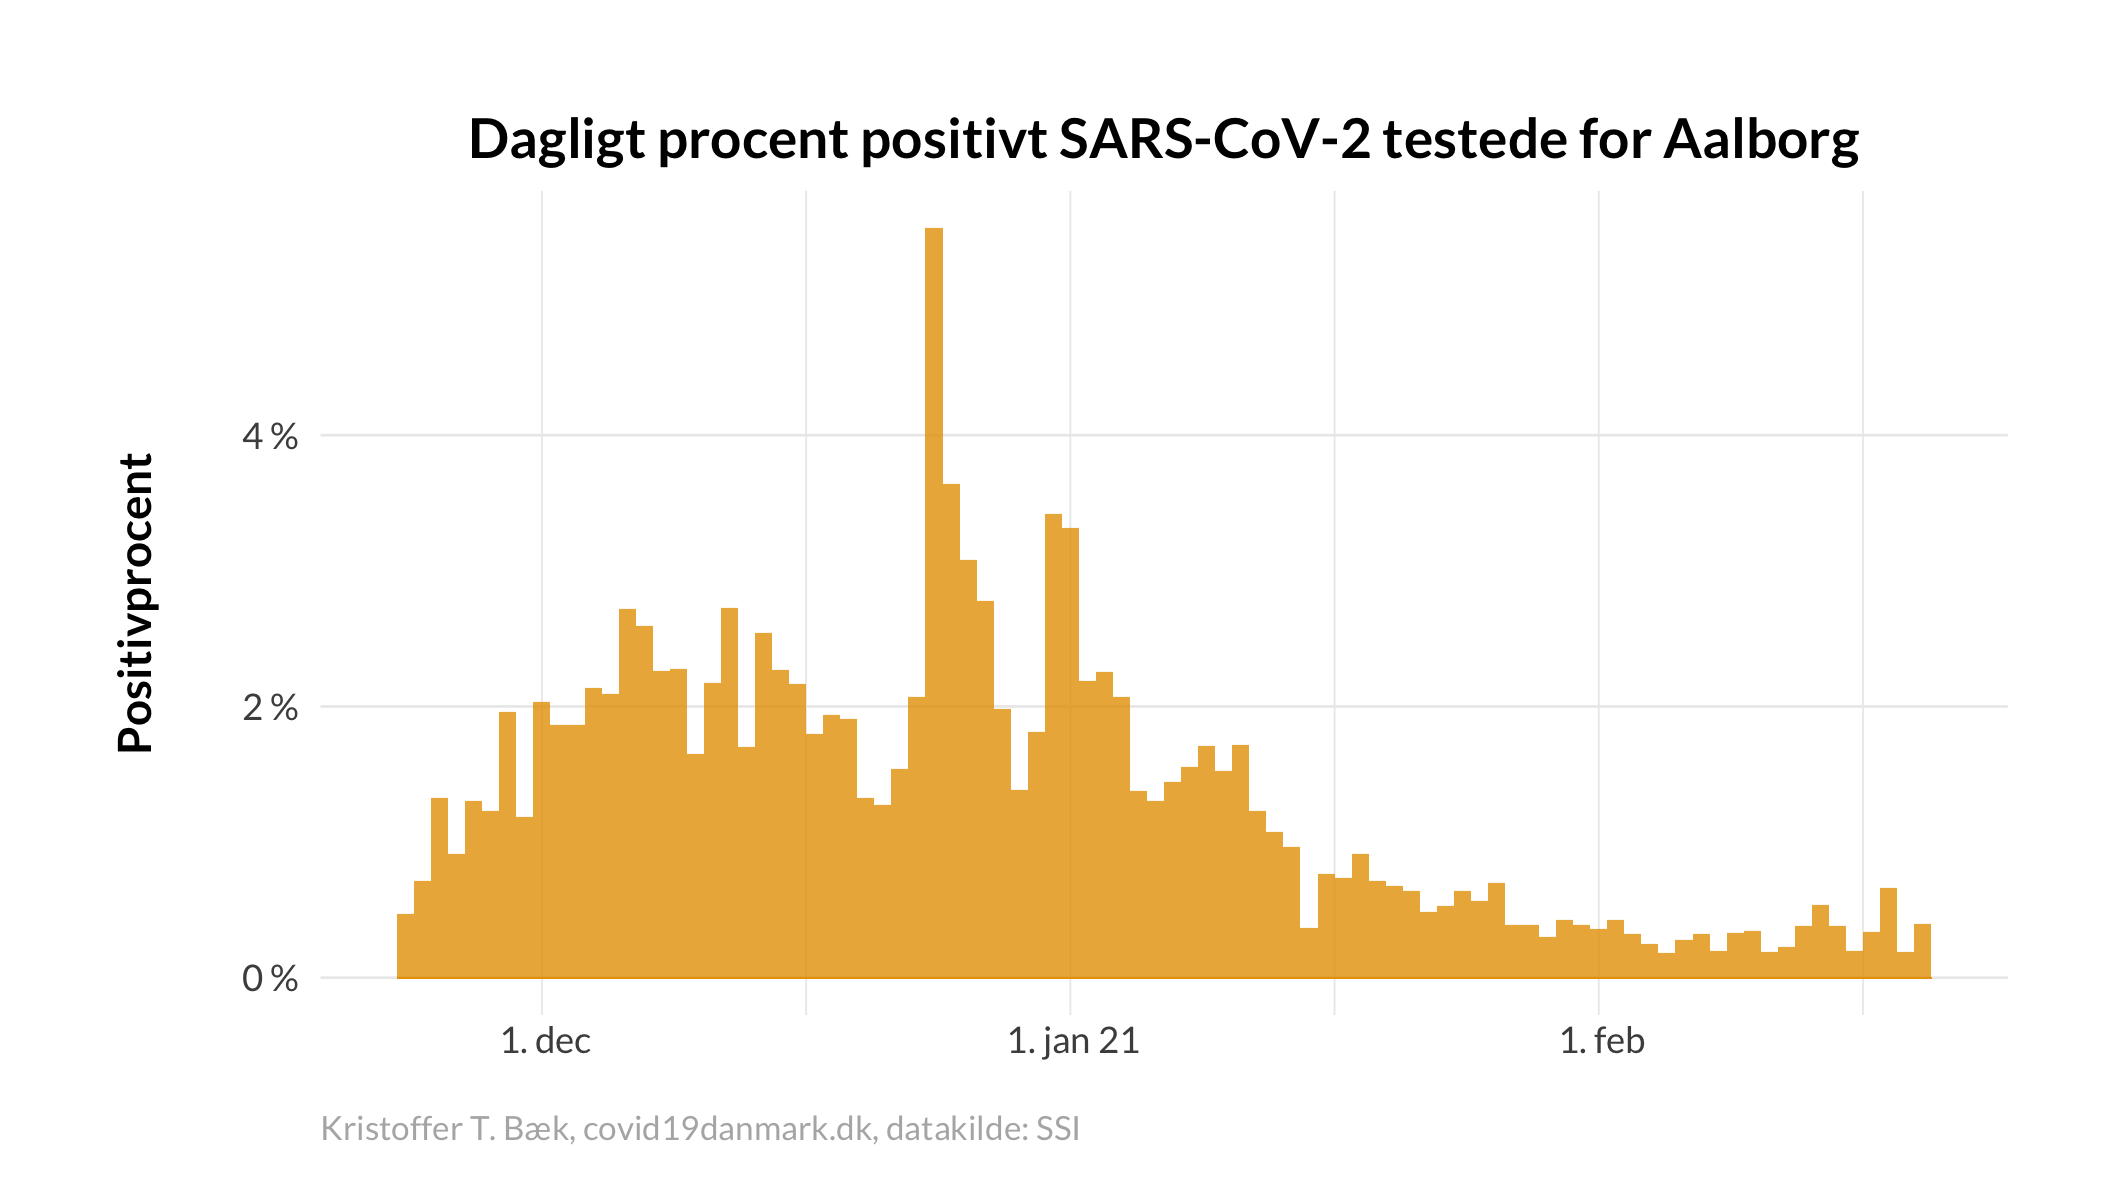 Dagligt procent positivt SARS-CoV-2 testede for Aalborg
Positivprocent
4 %
2 %
0 %
1. dec
1. jan 21
1. feb
Kristoffer T. Bæk, covid19danmark.dk, datakilde: SSI